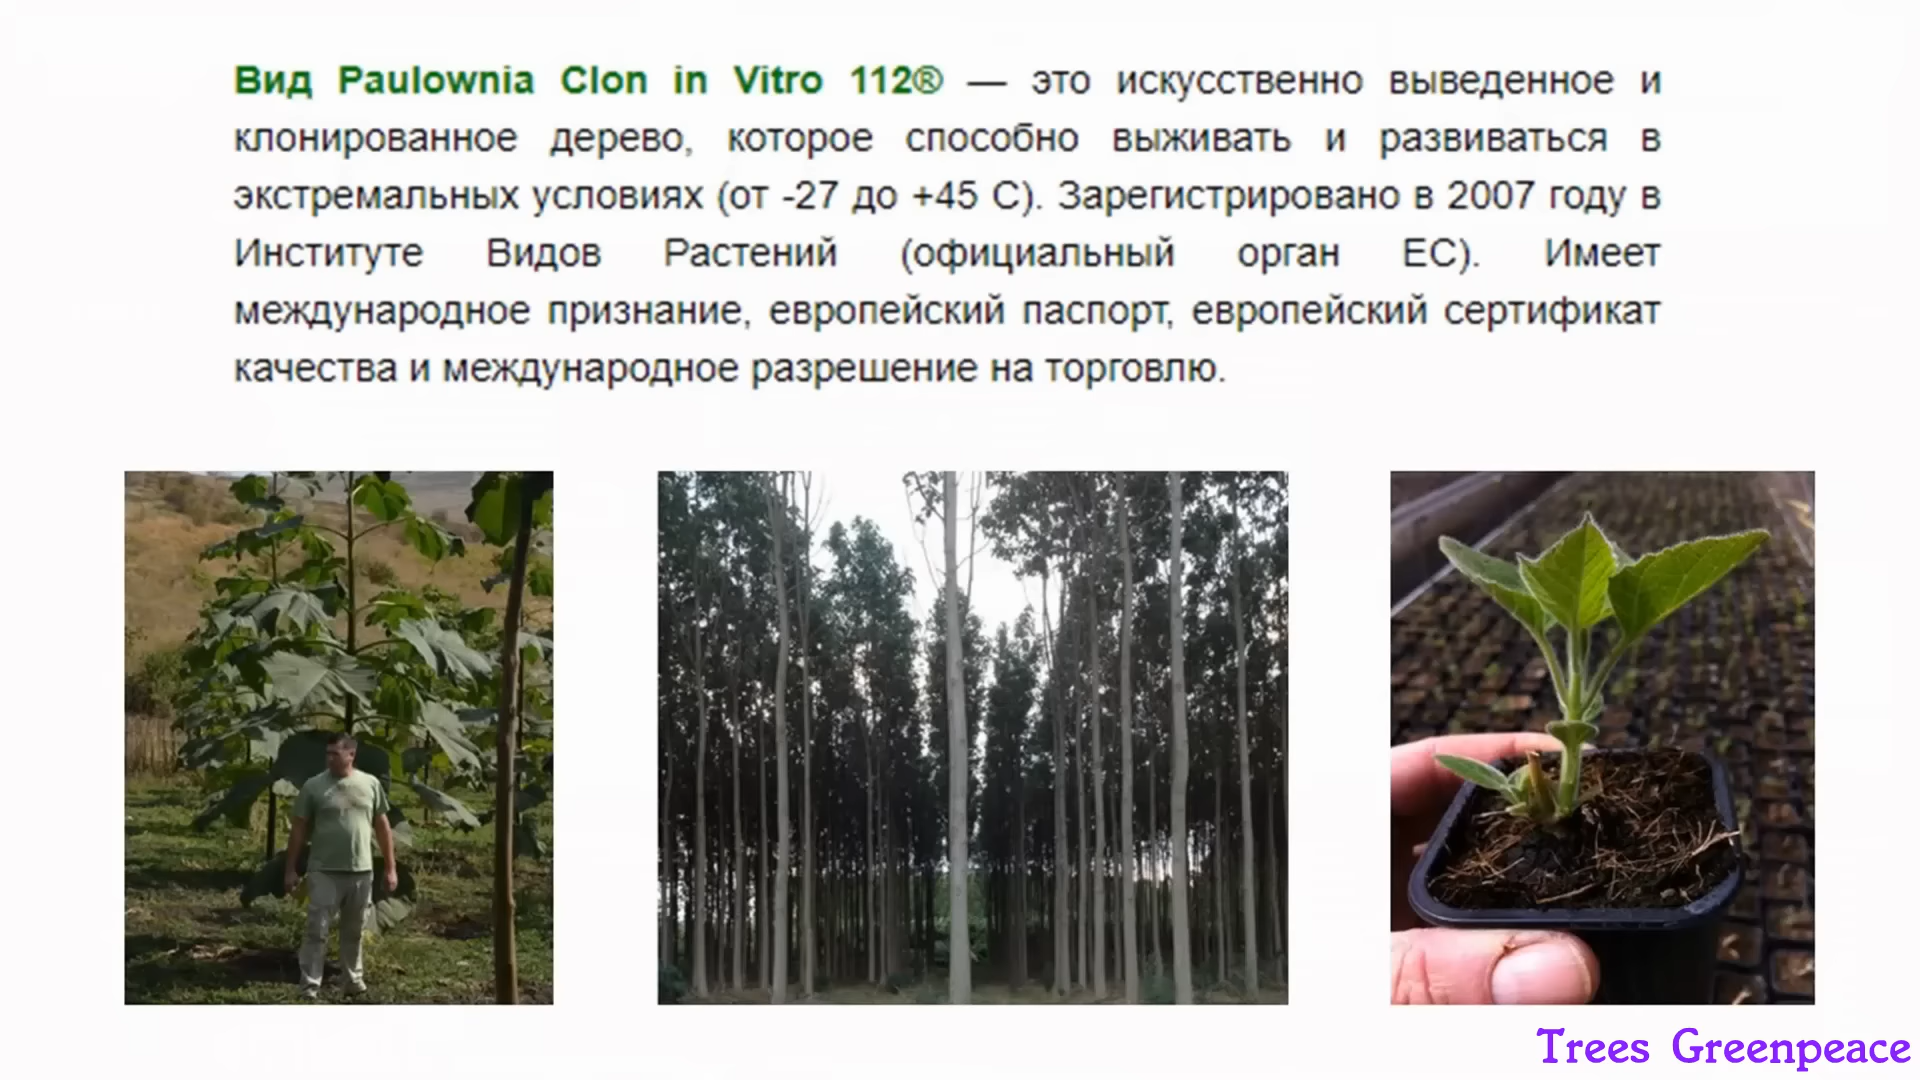 Вид Paulownia Clon in Vitro 112® — это искусственно выведенное и
клонированное дерево, которое способно выживать и развиваться в
экстремальных условиях (от -27 до +45 С). Зарегистрировано в 2007 году в
Институте Видов Растений (официальный орган ЕС). Имеет
международное признание, европейский паспорт, европейский сертификат
качества и международное разрешение на торговлю.
Trees Greenpeace